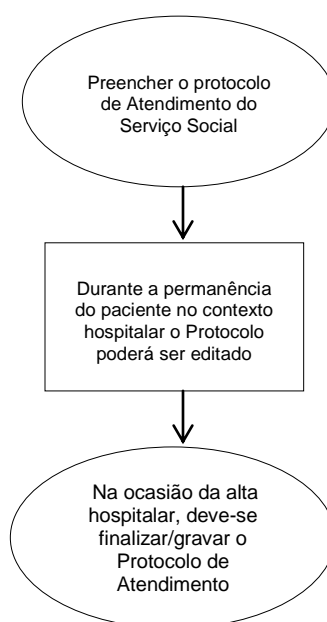 Preencher o protocolo
de Atendimento do
Serviço Social
Durante a permanência
do paciente no contexto
hospitalar o Protocolo
poderá ser editado
Na ocasião da alta
hospitalar, deve-se
finalizar/gravar o
Protocolo de
Atendimento